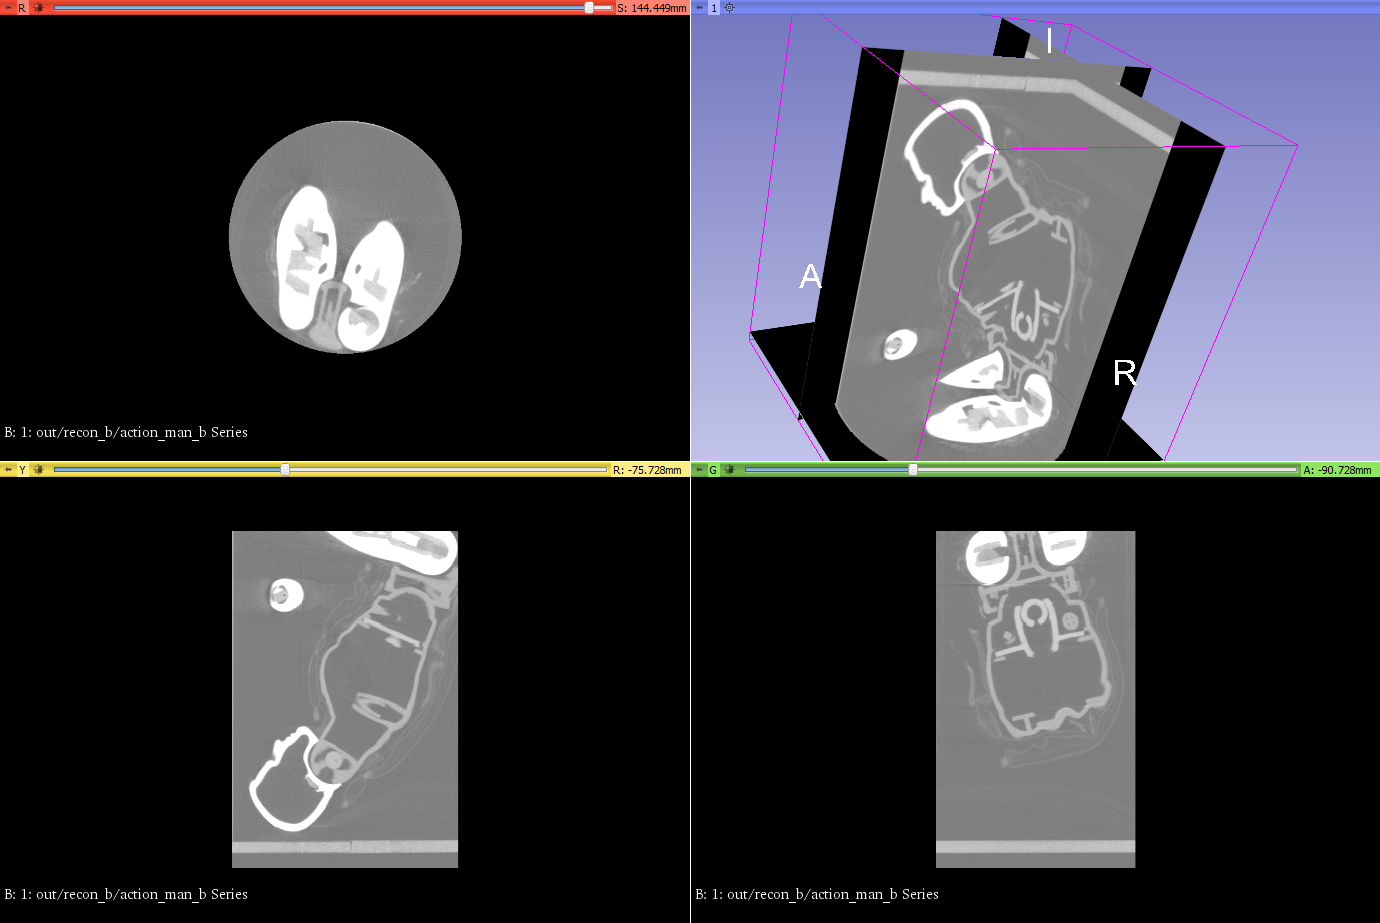 R S: 144.449mm
1
I
A
R
B: 1: out/recon_b/action_man_b Series
Y R: -75.728mm
G A: -90.728mm
B: 1: out/recon_b/action_man_b Series
B: 1: out/recon_b/action_man_b Series